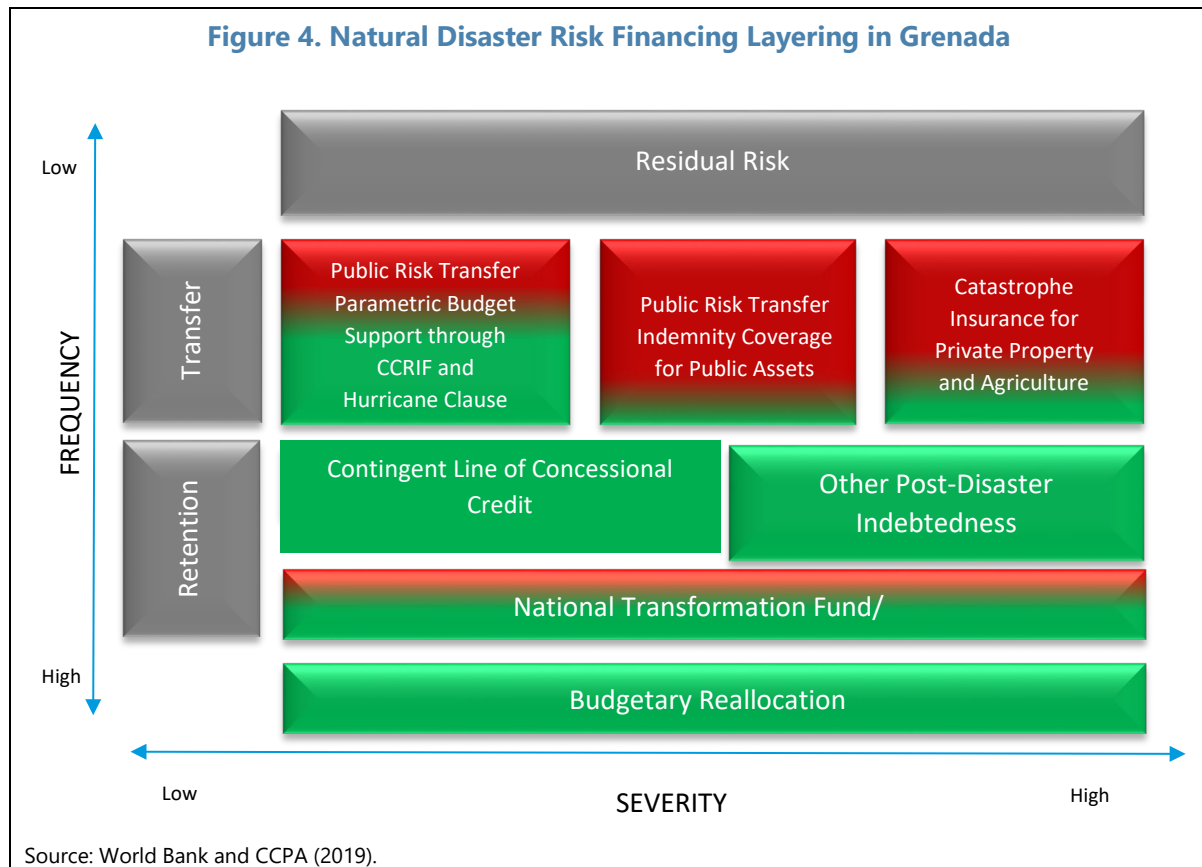 Figure 4. Natural Disaster Risk Financing Layering in Grenada
Low
Residual Risk
FREQUENCY
Transfer
Public Risk Transfer
Parametric Budget
Support through
CCRIF and
Hurricane Clause
Public Risk Transfer
Indemnity Coverage
for Public Assets
Catastrophe
Insurance for
Private Property
and Agriculture
Retention
Contingent Line of Concessional
Credit
Other Post-Disaster
Indebtedness
National Transformation Fund/
High
Budgetary Reallocation
Low
SEVERITY
High
Source: World Bank and CCPA (2019).